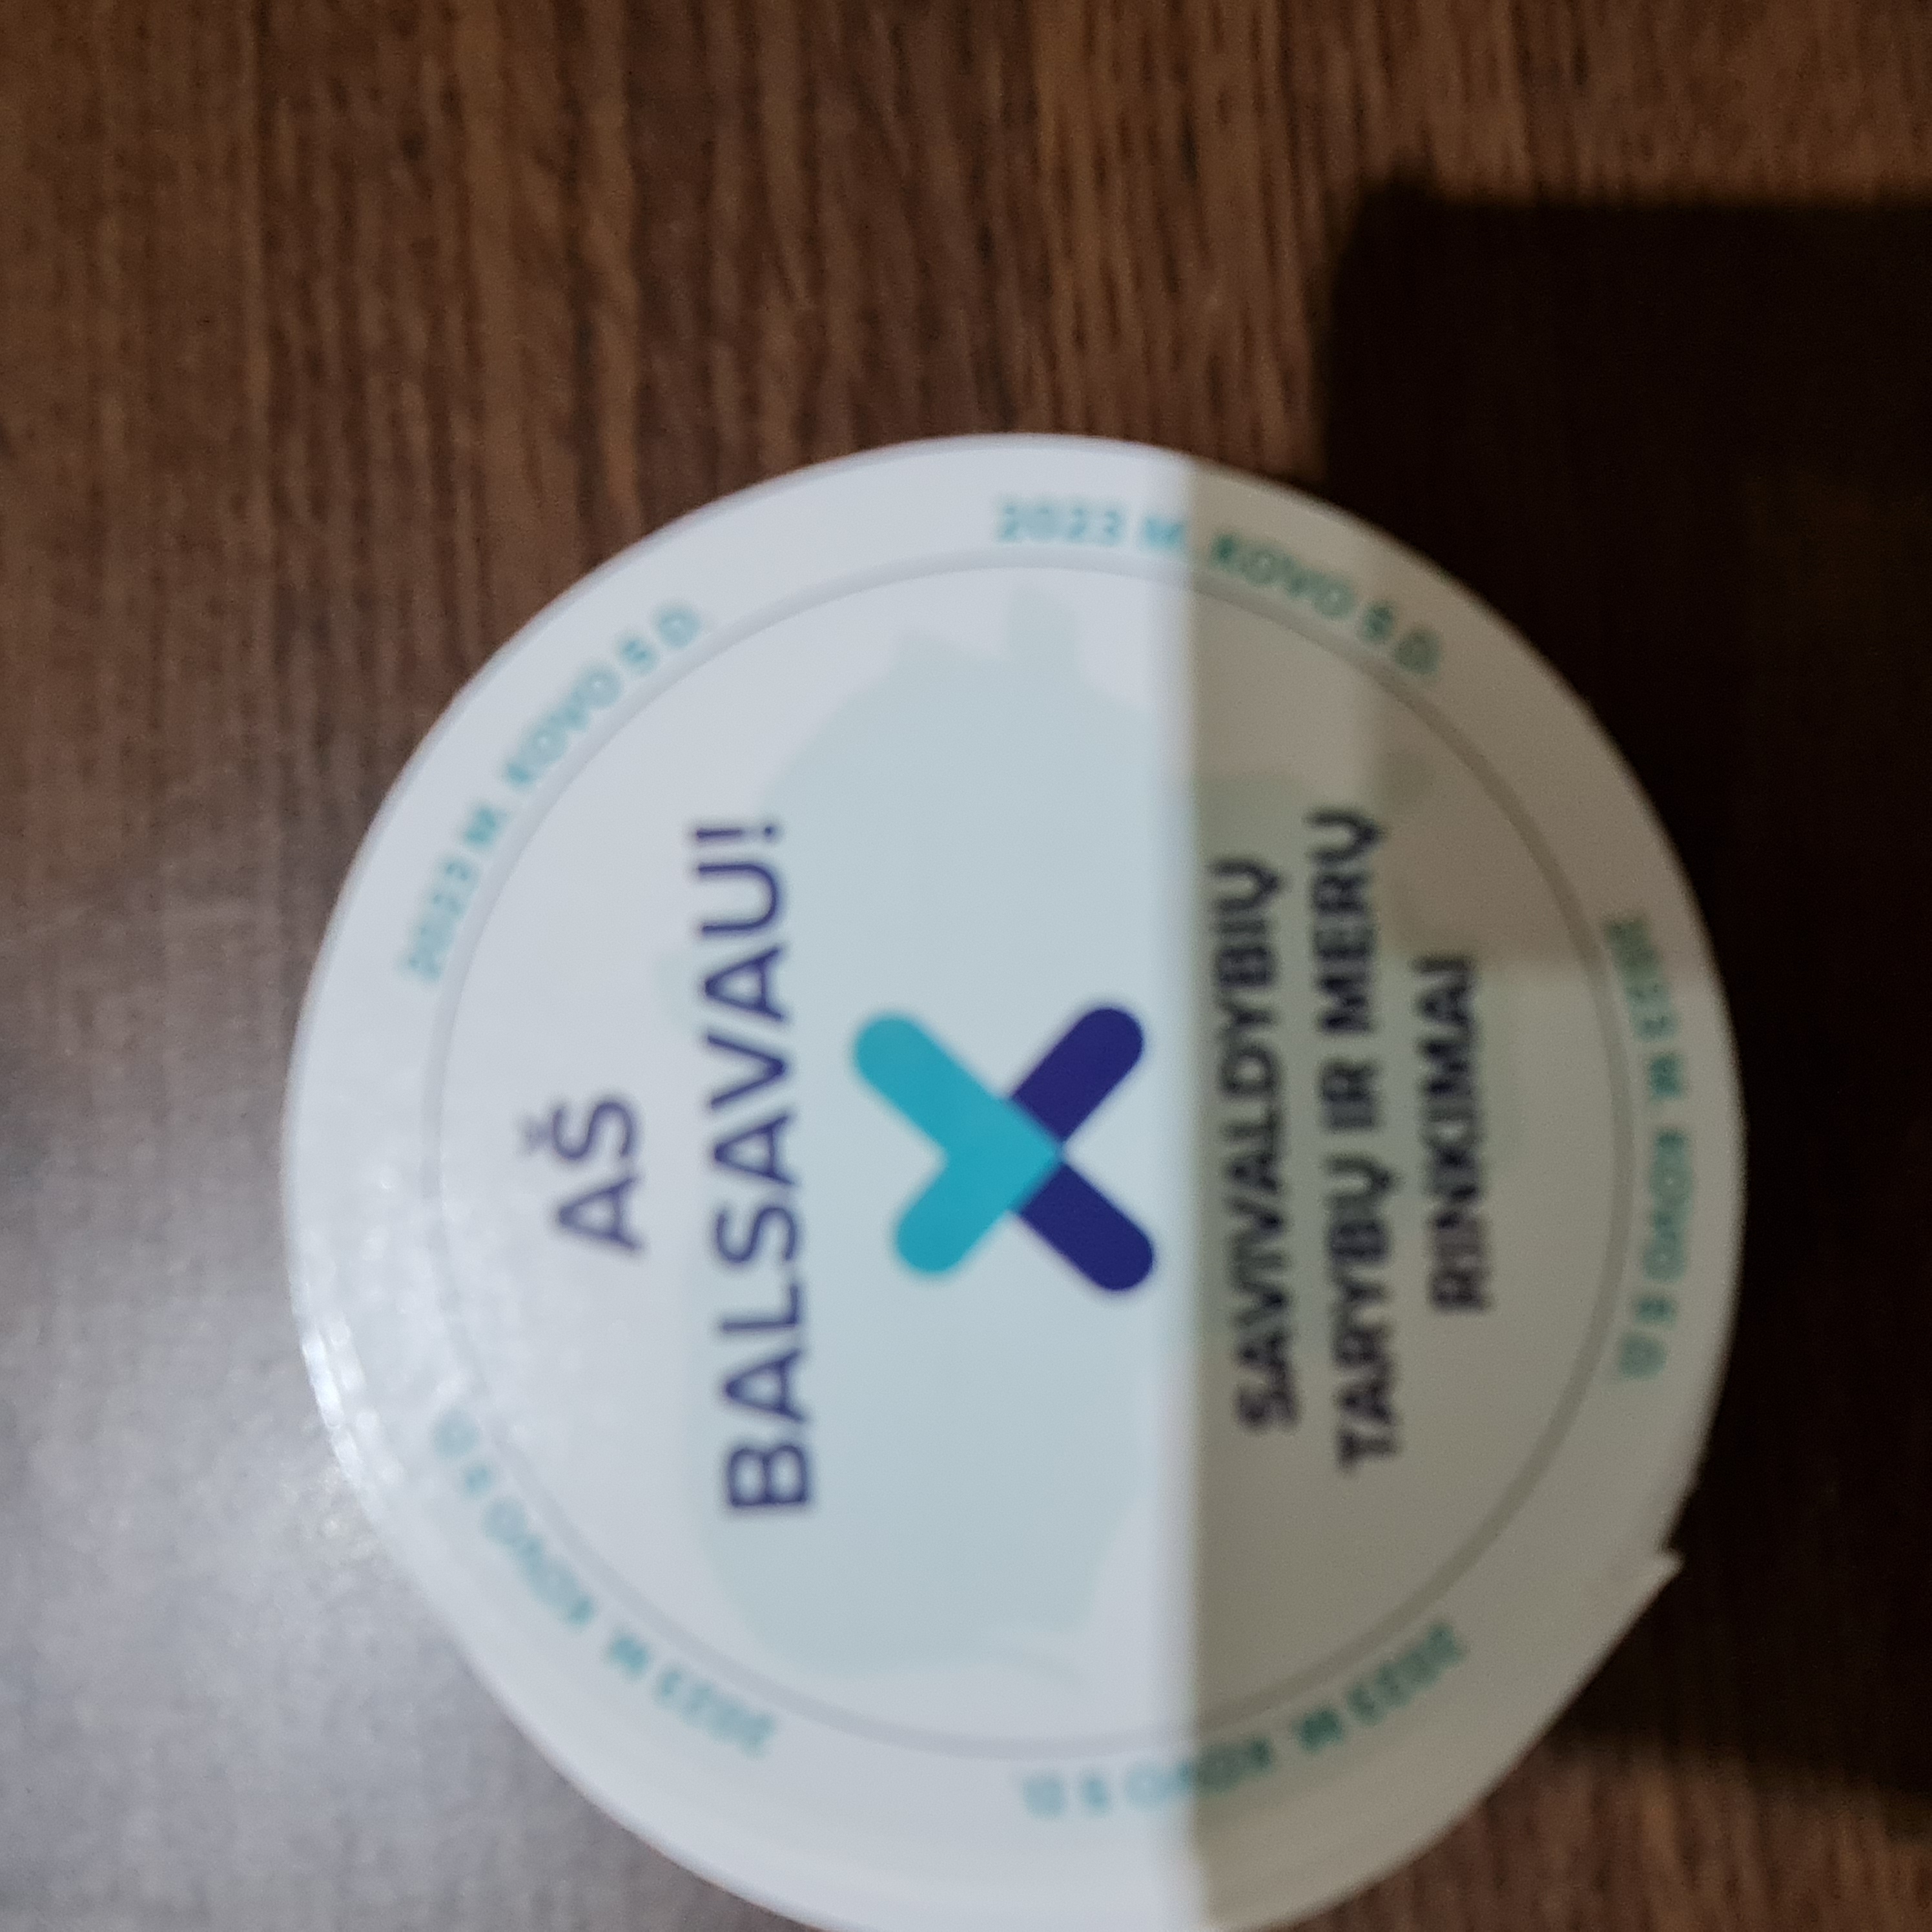 AŠ
BALSAVAU!
SAVIVALDYBIŲ
TARYBŲ IR MERŲ
RINKIMAI
2023 M. KOVO 5 D.
2023 M. KOVO 5 D.
2023 M. KOVO 5 D.
2023 M. KOVO 5 D.
2023 M. KOVO 5 D.